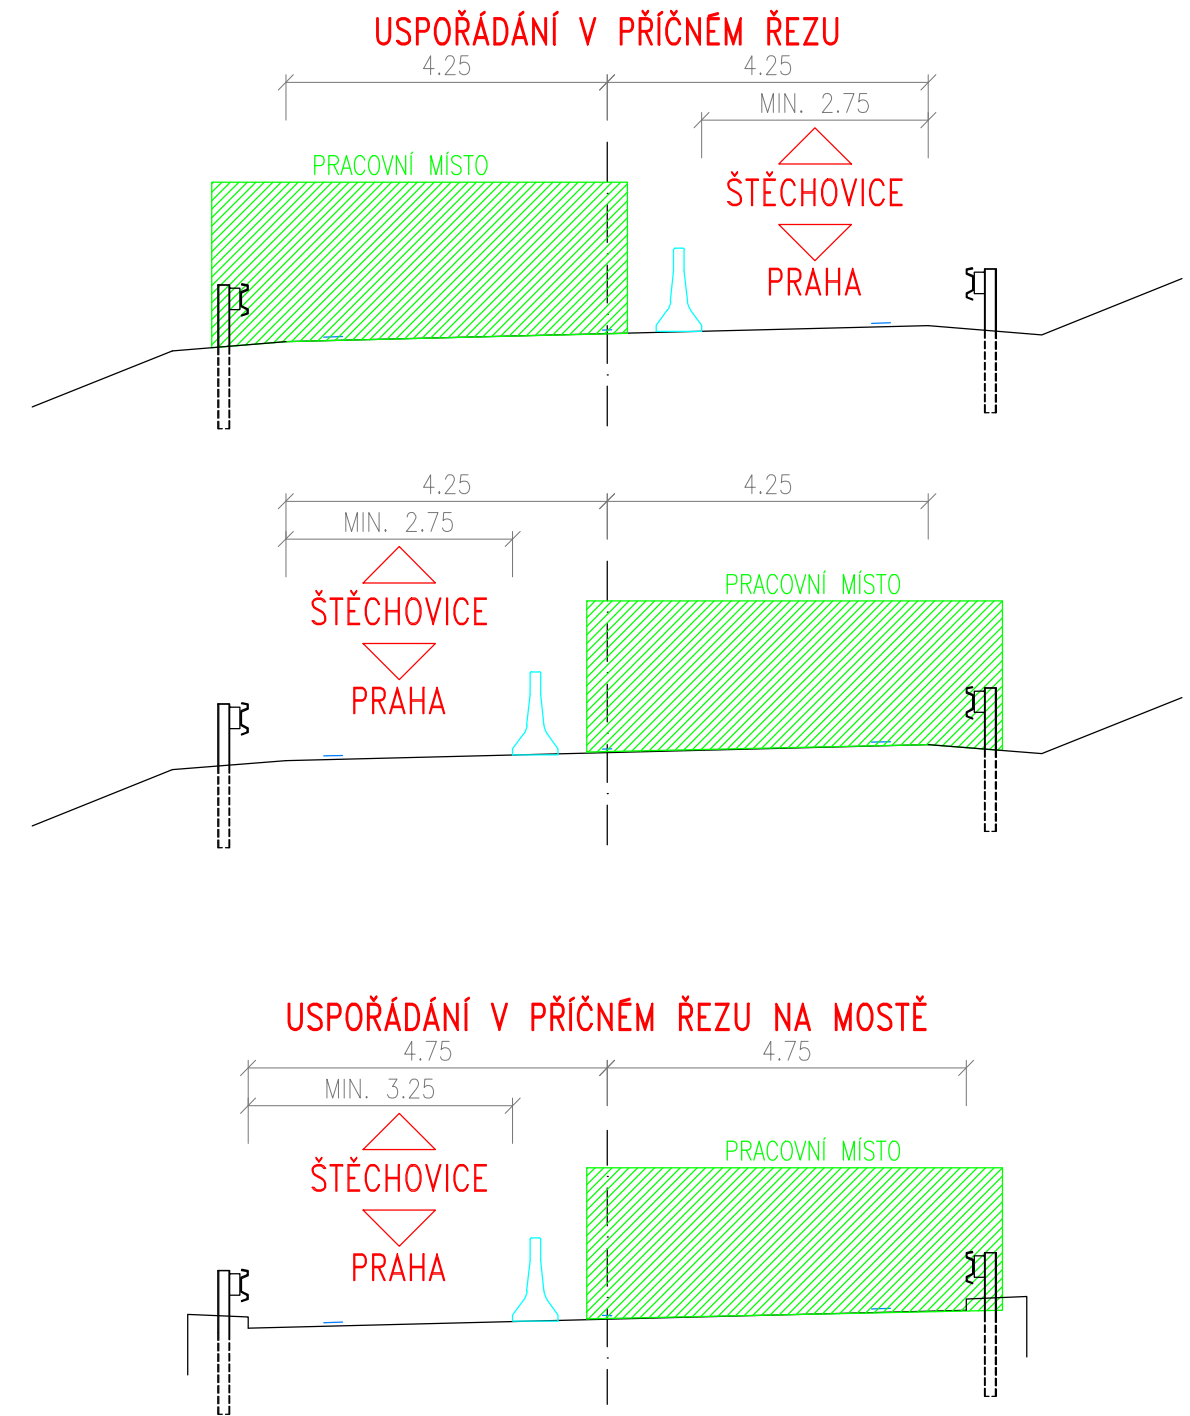 USPOŘÁDÁNÍ V PŘÍČNÉM ŘEZU
4.25 4.25
MIN. 2.75
PRACOVNÍ MÍSTO
ŠTĚCHOVICE
PRAHA
4.25 4.25
MIN. 2.75
PRACOVNÍ MÍSTO
ŠTĚCHOVICE
PRAHA
USPOŘÁDÁNÍ V PŘÍČNÉM ŘEZU NA MOSTĚ
4.75 4.75
MIN. 3.25
PRACOVNÍ MÍSTO
ŠTĚCHOVICE
PRAHA